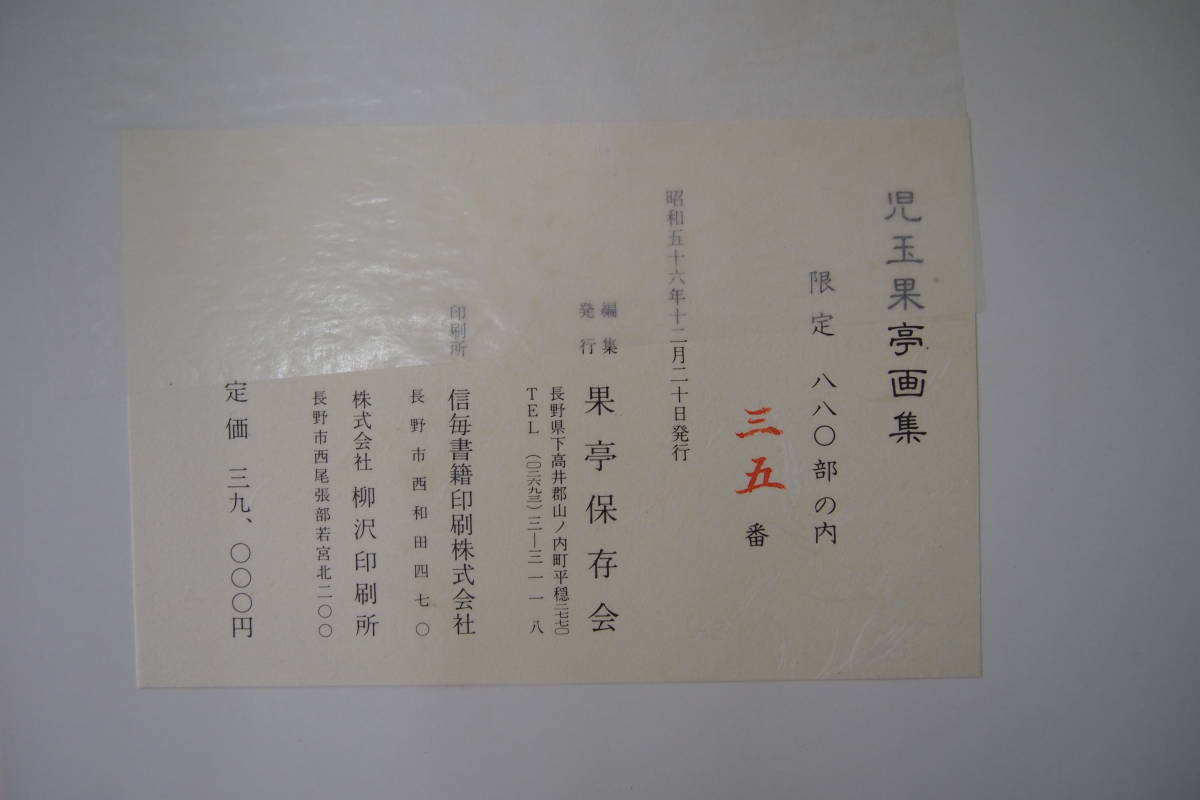 児玉果亭画集
限定 八八〇部の内
三五番
昭和五十六年十二月二十日発行
編集
発行
果亭保存会
長野県下高井郡山ノ内町平穏二七七〇
TEL (〇二六九三)三―三一一八
印刷所
信毎書籍印刷株式会社
長野市西和田四七〇
株式会社 柳沢印刷所
長野市西尾張部若宮北二〇〇
定価 三九、〇〇〇円